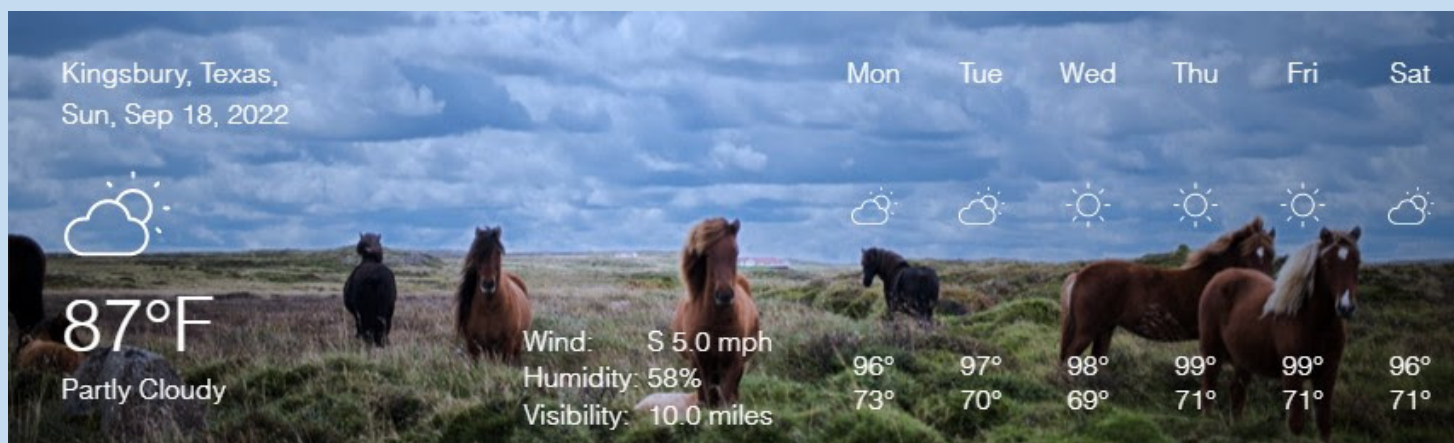 Kingsbury, Texas,
Sun, Sep 18, 2022
87°F
Partly Cloudy
Wind: S 5.0 mph
Humidity: 58%
Visibility: 10.0 miles
Mon Tue Wed Thu Fri Sat
96° 97° 98° 99° 99° 96°
73° 70° 69° 71° 71° 71°